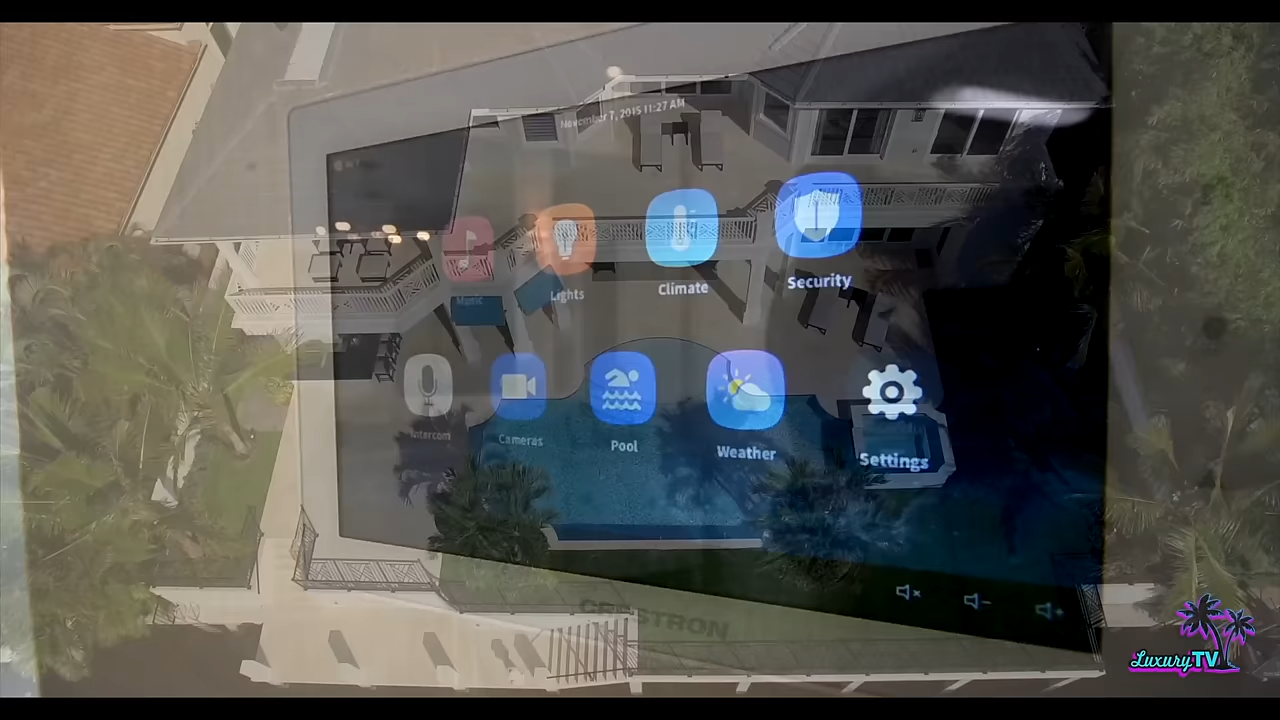 November 7, 2015 11:27 AM
Music
Lights
Climate
Security
Intercom
Cameras
Pool
Weather
Settings
CRESTRON
LuxuryTV